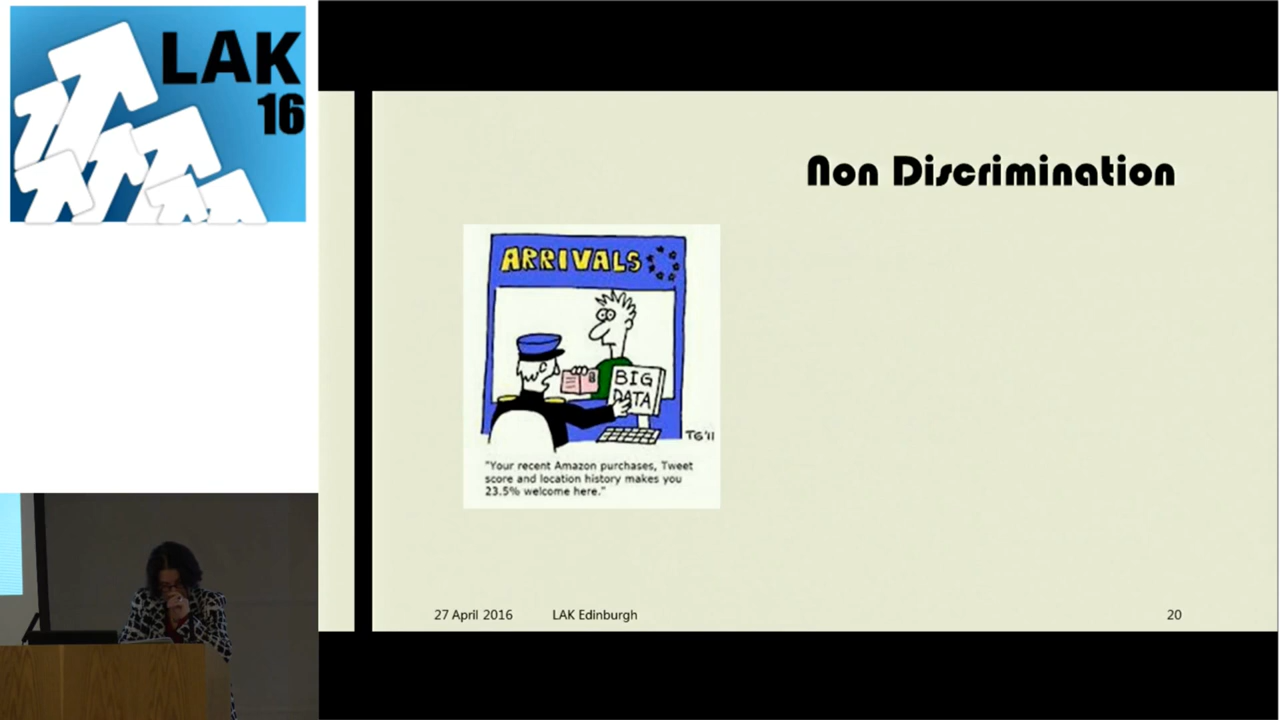 LAK
16
Non Discrimination
ARRIVALS
BIG
DATA
TG'11
"Your recent Amazon purchases, Tweet
score and location history makes you
23.5% welcome here."
27 April 2016 LAK Edinburgh 20